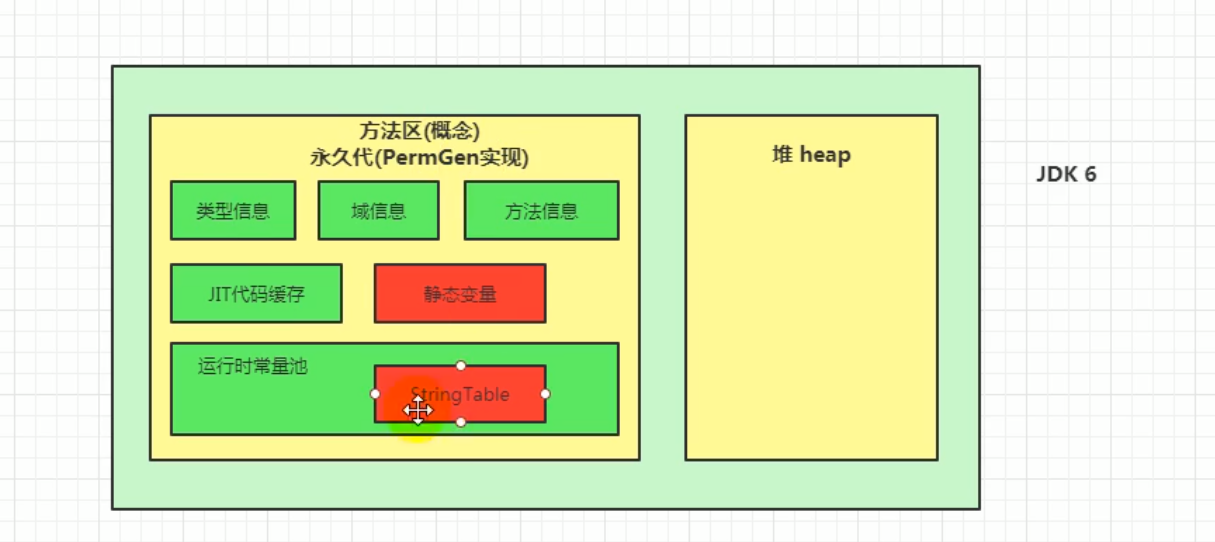 方法区(概念)
永久代(PermGen实现)
类型信息
域信息
方法信息
JIT代码缓存
静态变量
运行时常量池
StringTable
堆 heap
JDK 6